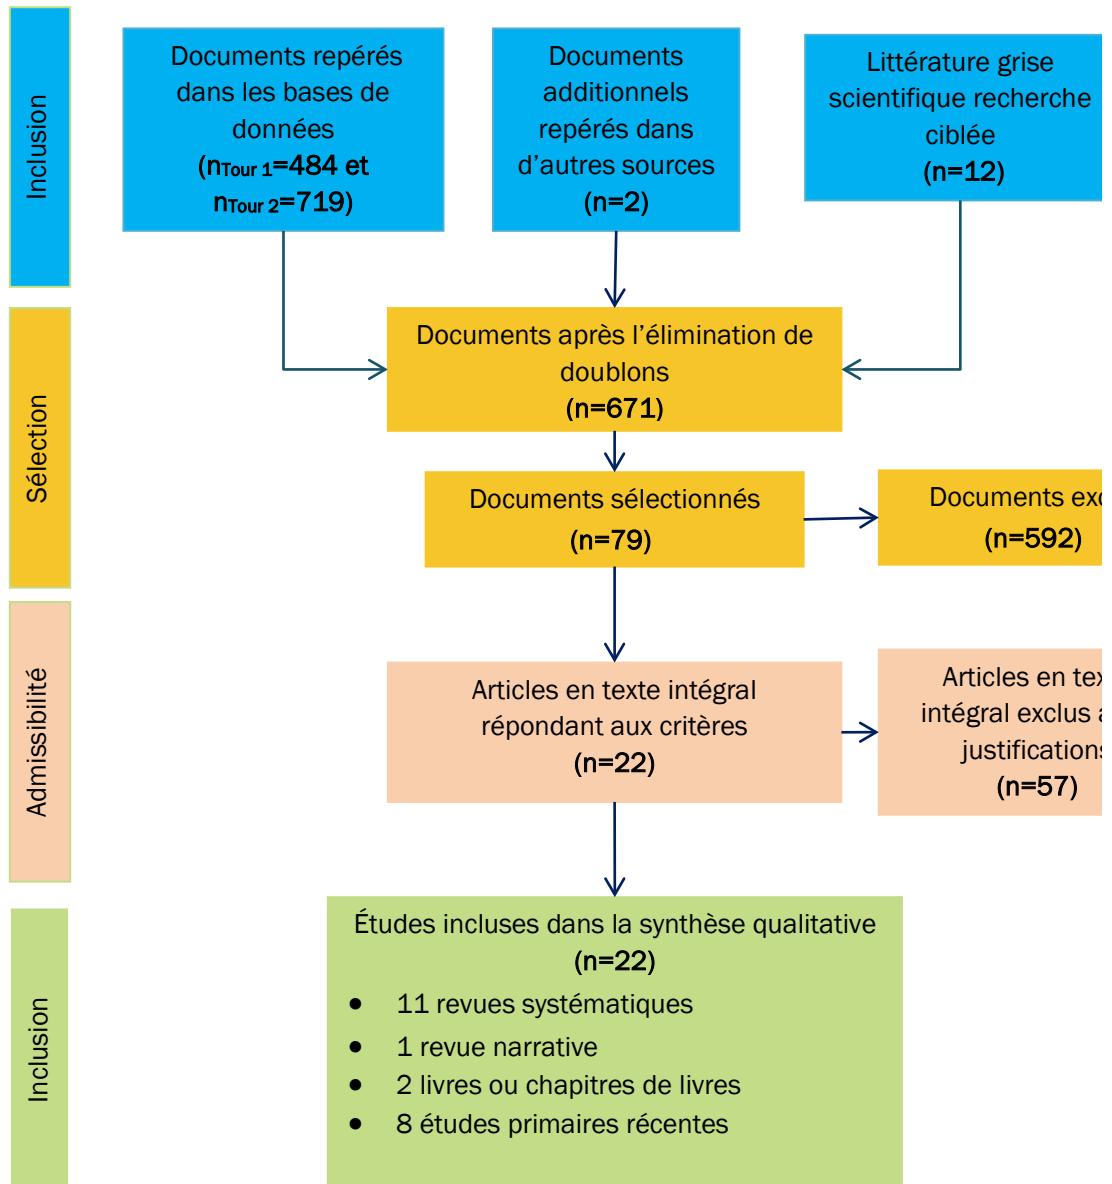 Inclusion
Documents repérés
dans les bases de
données
(nTour 1=484 et
nTour 2=719)
Documents
additionnels
repérés dans
d'autres sources
(n=2)
Littérature grise
scientifique recherche
ciblée
(n=12)
Sélection
Documents après l'élimination de
doublons
(n=671)
Documents sélectionnés
(n=79)
Documents
(n=592)
Admissibilité
Articles en texte intégral
répondant aux critères
(n=22)
Articles en
intégral exclus
justifications
(n=57)
Inclusion
Études incluses dans la synthèse qualitative
(n=22)
• 11 revues systématiques
• 1 revue narrative
• 2 livres ou chapitres de livres
• 8 études primaires récentes